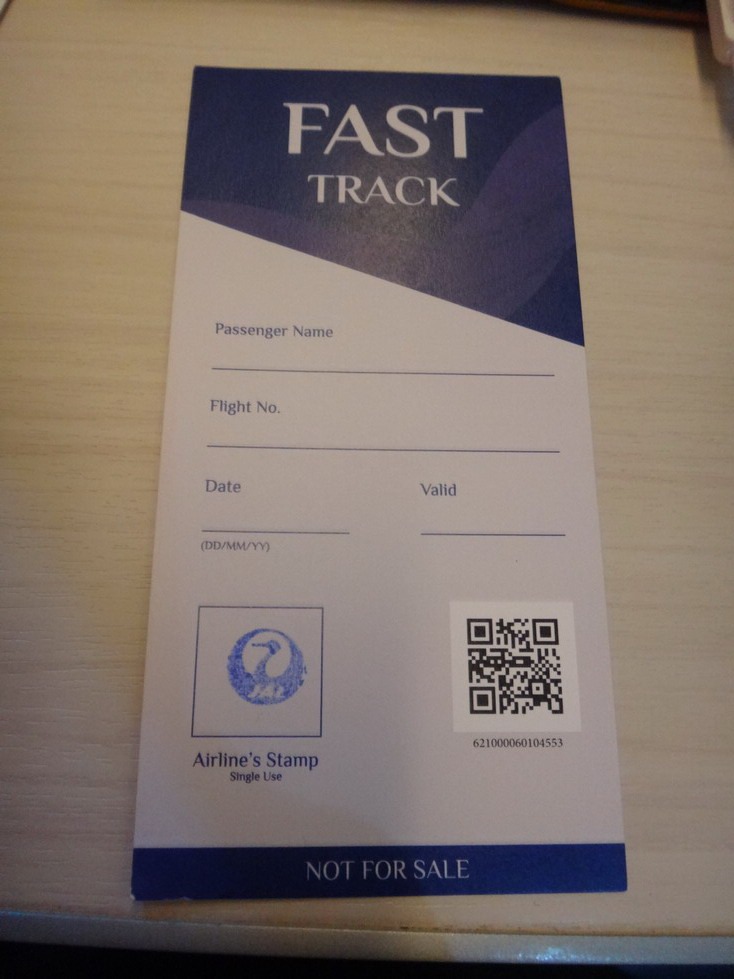 FAST
TRACK
Passenger Name
Flight No.
Date
Valid
(DD/MM/YY)
JAL
621000060104553
Airline's Stamp
Single Use
NOT FOR SALE